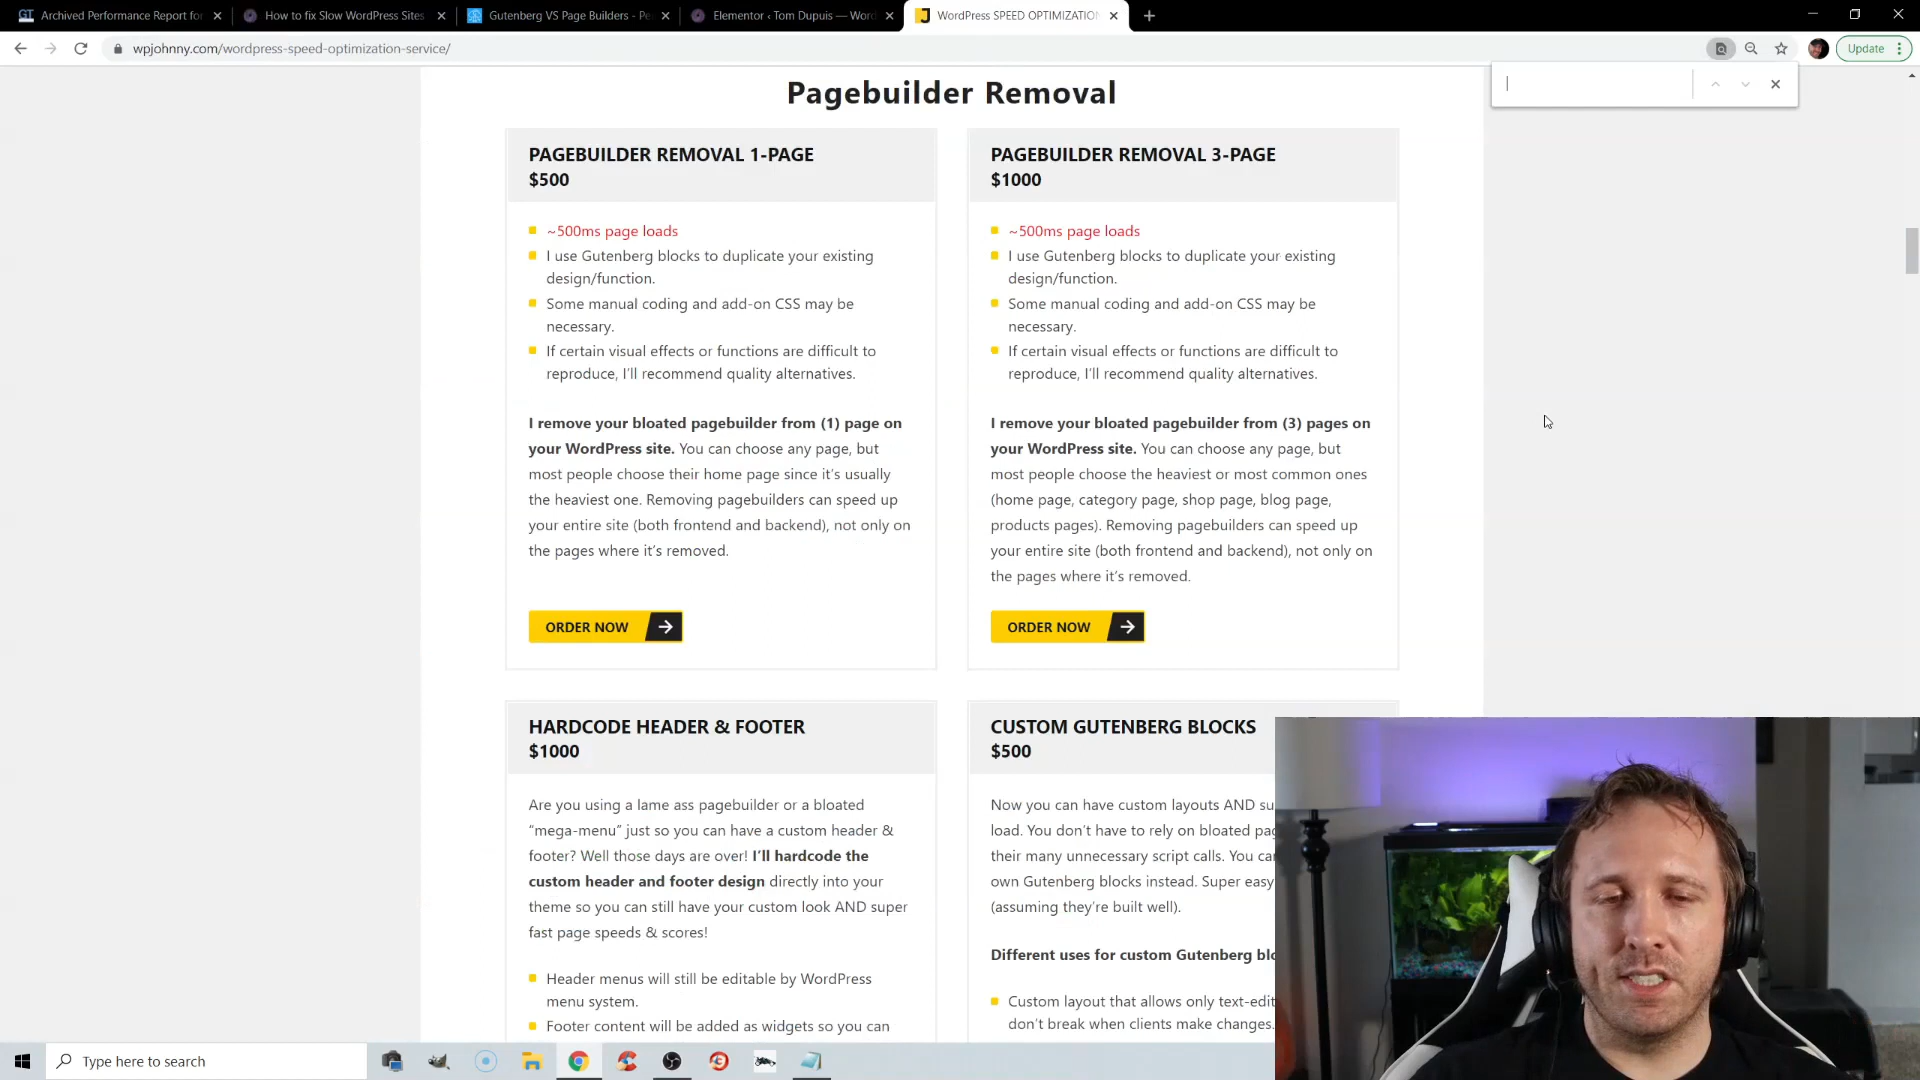 Archived Performance Report for
How to fix Slow WordPress Sites
Gutenberg VS Page Builders - Pe
Elementor ‹ Tom Dupuis — Word
WordPress SPEED OPTIMIZATION
wpjohnny.com/wordpress-speed-optimization-service/
Update
Pagebuilder Removal
PAGEBUILDER REMOVAL 1-PAGE
$500
~500ms page loads
I use Gutenberg blocks to duplicate your existing
design/function.
Some manual coding and add-on CSS may be
necessary.
If certain visual effects or functions are difficult to
reproduce, I'll recommend quality alternatives.
I remove your bloated pagebuilder from (1) page on
your WordPress site. You can choose any page, but
most people choose their home page since it's usually
the heaviest one. Removing pagebuilders can speed up
your entire site (both frontend and backend), not only on
the pages where it's removed.
ORDER NOW
PAGEBUILDER REMOVAL 3-PAGE
$1000
~500ms page loads
I use Gutenberg blocks to duplicate your existing
design/function.
Some manual coding and add-on CSS may be
necessary.
If certain visual effects or functions are difficult to
reproduce, I'll recommend quality alternatives.
I remove your bloated pagebuilder from (3) pages on
your WordPress site. You can choose any page, but
most people choose the heaviest or most common ones
(home page, category page, shop page, blog page,
products pages). Removing pagebuilders can speed up
your entire site (both frontend and backend), not only on
the pages where it's removed.
ORDER NOW
HARDCODE HEADER & FOOTER
$1000
Are you using a lame ass pagebuilder or a bloated
“mega-menu” just so you can have a custom header &
footer? Well those days are over! I'll hardcode the
custom header and footer design directly into your
theme so you can still have your custom look AND super
fast page speeds & scores!
Header menus will still be editable by WordPress
menu system.
Footer content will be added as widgets so you can
CUSTOM GUTENBERG BLOCKS
$500
Now you can have custom layouts AND su
load. You don't have to rely on bloated pag
their many unnecessary script calls. You can
own Gutenberg blocks instead. Super easy
(assuming they're built well).
Different uses for custom Gutenberg blo
Custom layout that allows only text-edit
don't break when clients make changes.
Type here to search